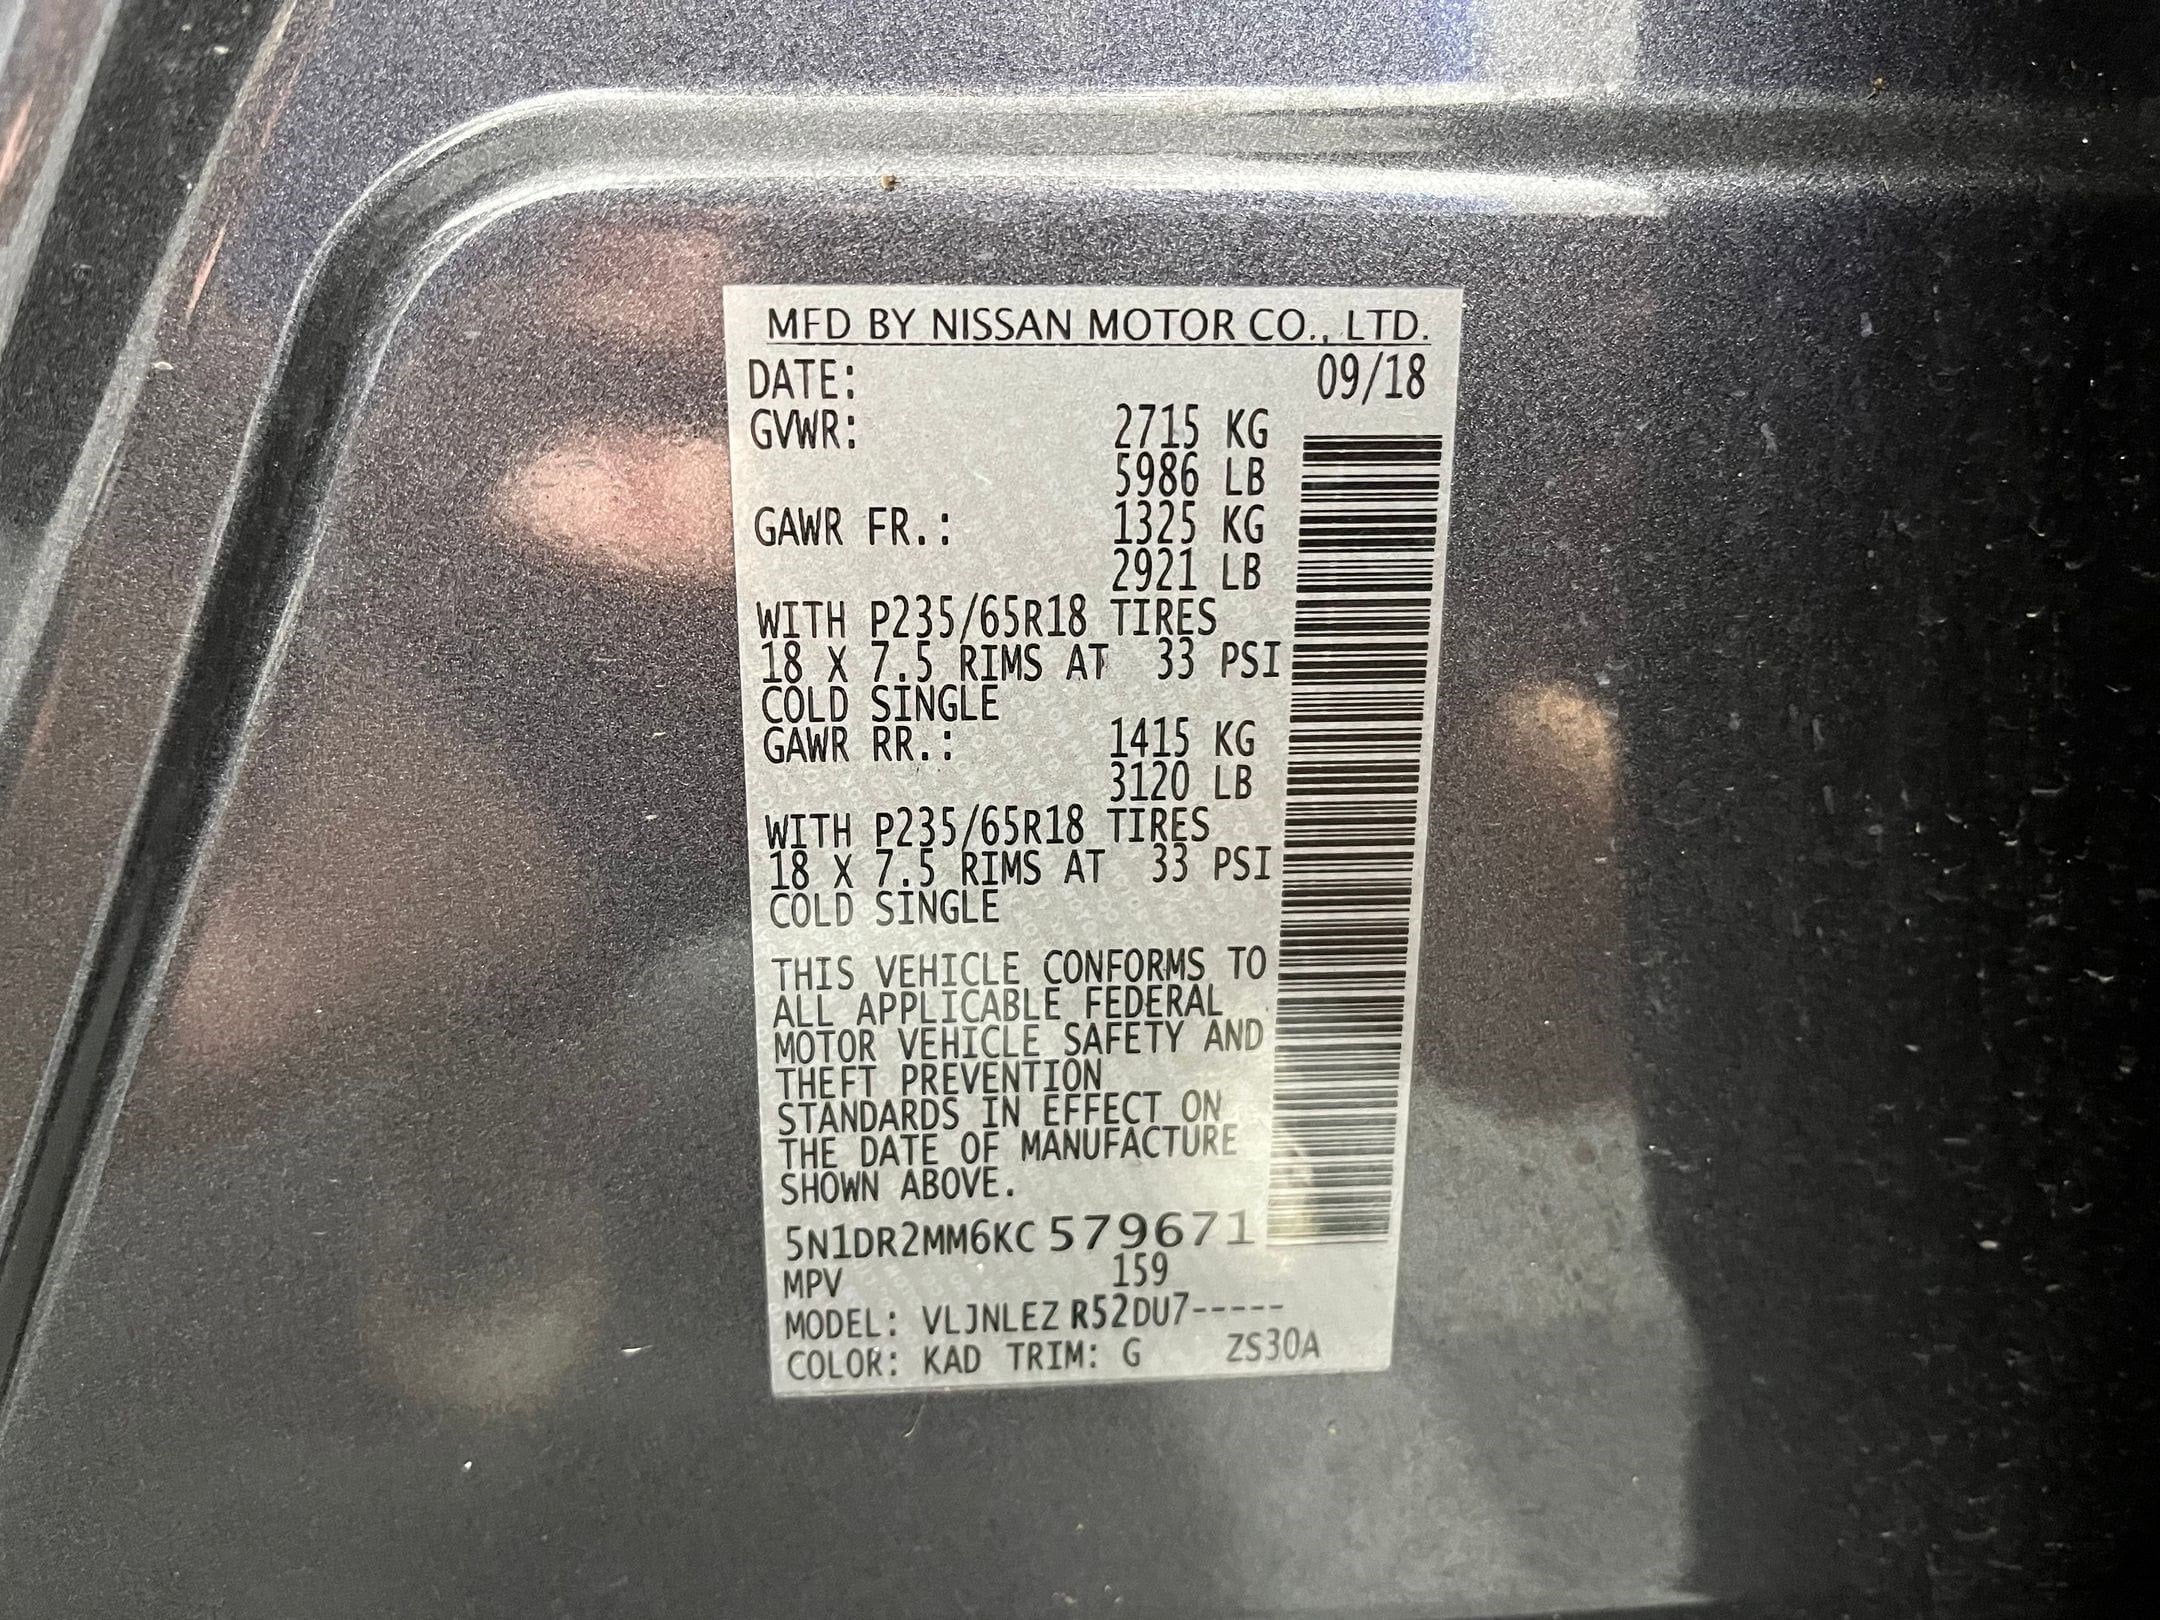 MFD BY NISSAN MOTOR CO., LTD.
DATE: 09/18
GVWR: 2715 KG
5986 LB
GAWR FR.: 1325 KG
2921 LB
WITH P235/65R18 TIRES
18 X 7.5 RIMS AT 33 PSI
COLD SINGLE
GAWR RR.: 1415 KG
3120 LB
WITH P235/65R18 TIRES
18 X 7.5 RIMS AT 33 PSI
COLD SINGLE
THIS VEHICLE CONFORMS TO
ALL APPLICABLE FEDERAL
MOTOR VEHICLE SAFETY AND
THEFT PREVENTION
STANDARDS IN EFFECT ON
THE DATE OF MANUFACTURE
SHOWN ABOVE.
5N1DR2MM6KC 579671
MPV 159
MODEL: VLJNLEZ R52DU7-----
COLOR: KAD TRIM: G ZS30A